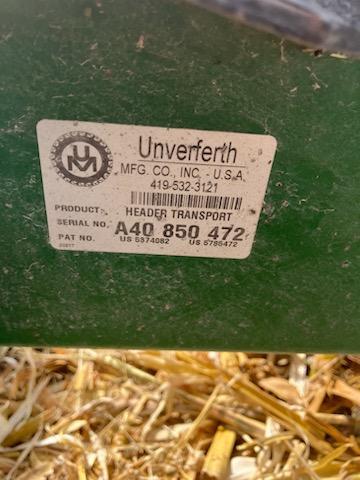 UM
Unverferth
MFG. CO., INC. - U.S.A.
419-532-3121
PRODUCT: HEADER TRANSPORT
SERIAL NO. A40 850 472
PAT NO. US 5374082 US 5785472